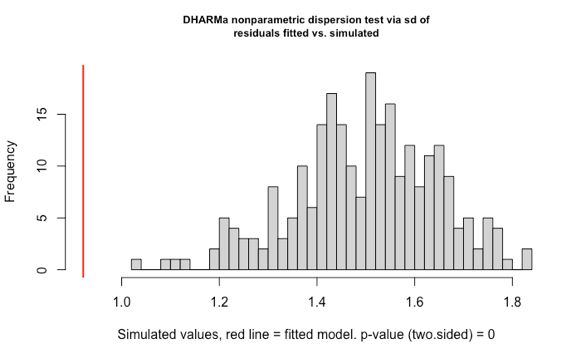 DHARMa nonparametric dispersion test via sd of
residuals fitted vs. simulated
Frequency
15
10
5
0
1.0 1.2 1.4 1.6 1.8
Simulated values, red line = fitted model. p-value (two.sided) = 0